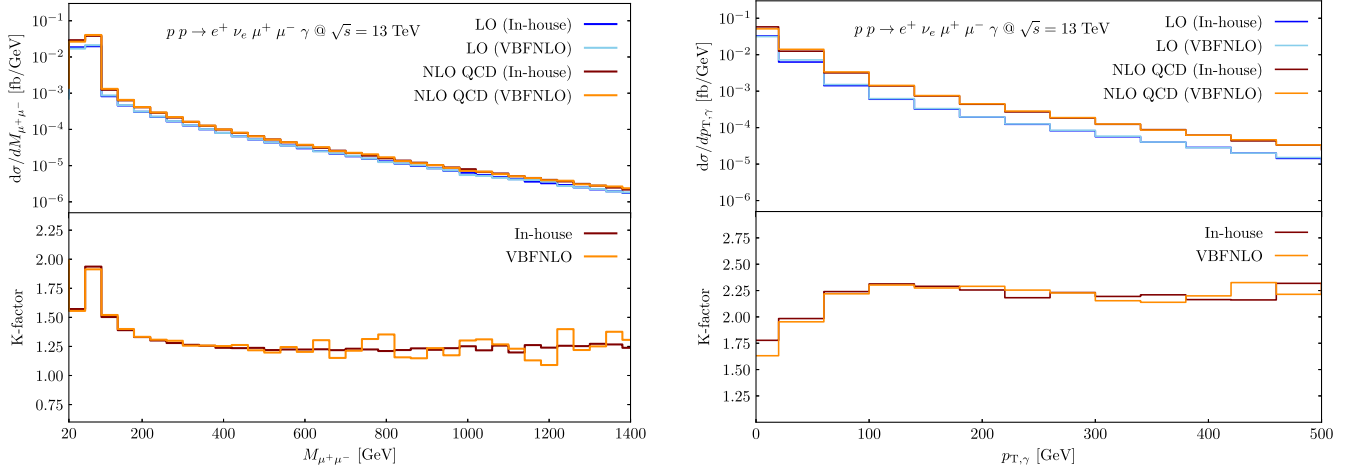 p p → e⁺ νₑ μ⁺ μ⁻ γ @ √s = 13 TeV
LO (In-house)
LO (VBFNLO)
NLO QCD (In-house)
NLO QCD (VBFNLO)
dσ/dM_{μ⁺μ⁻} [fb/GeV]
10⁻¹
10⁻²
10⁻³
10⁻⁴
10⁻⁵
10⁻⁶
In-house
VBFNLO
K-factor
2.25
2.00
1.75
1.50
1.25
1.00
0.75
20 200 400 600 800 1000 1200 1400
M_{μ⁺μ⁻} [GeV]
p p → e⁺ νₑ μ⁺ μ⁻ γ @ √s = 13 TeV
LO (In-house)
LO (VBFNLO)
NLO QCD (In-house)
NLO QCD (VBFNLO)
dσ/dp_{T,γ} [fb/GeV]
10⁻¹
10⁻²
10⁻³
10⁻⁴
10⁻⁵
10⁻⁶
In-house
VBFNLO
K-factor
2.75
2.50
2.25
2.00
1.75
1.50
1.25
0 100 200 300 400 500
p_{T,γ} [GeV]